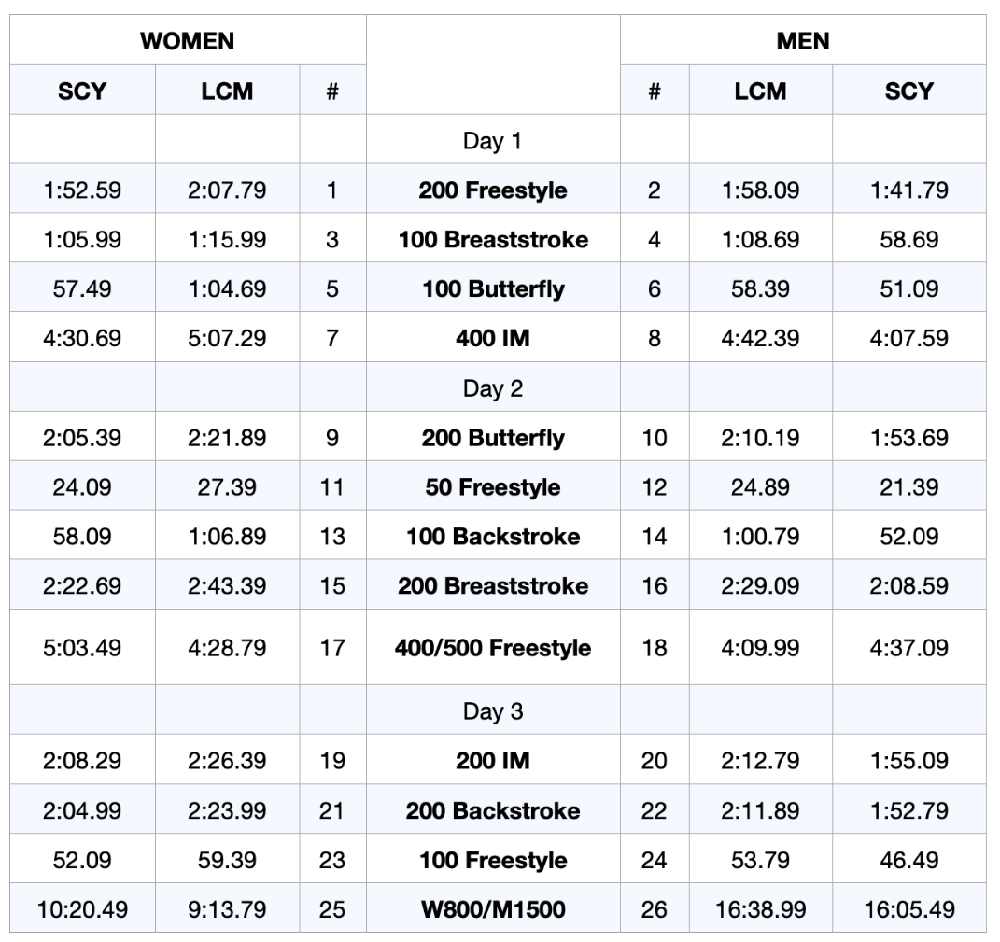 WOMEN MEN
SCY LCM # # LCM SCY
Day 1
1:52.59 2:07.79 1 200 Freestyle 2 1:58.09 1:41.79
1:05.99 1:15.99 3 100 Breaststroke 4 1:08.69 58.69
57.49 1:04.69 5 100 Butterfly 6 58.39 51.09
4:30.69 5:07.29 7 400 IM 8 4:42.39 4:07.59
Day 2
2:05.39 2:21.89 9 200 Butterfly 10 2:10.19 1:53.69
24.09 27.39 11 50 Freestyle 12 24.89 21.39
58.09 1:06.89 13 100 Backstroke 14 1:00.79 52.09
2:22.69 2:43.39 15 200 Breaststroke 16 2:29.09 2:08.59
5:03.49 4:28.79 17 400/500 Freestyle 18 4:09.99 4:37.09
Day 3
2:08.29 2:26.39 19 200 IM 20 2:12.79 1:55.09
2:04.99 2:23.99 21 200 Backstroke 22 2:11.89 1:52.79
52.09 59.39 23 100 Freestyle 24 53.79 46.49
10:20.49 9:13.79 25 W800/M1500 26 16:38.99 16:05.49